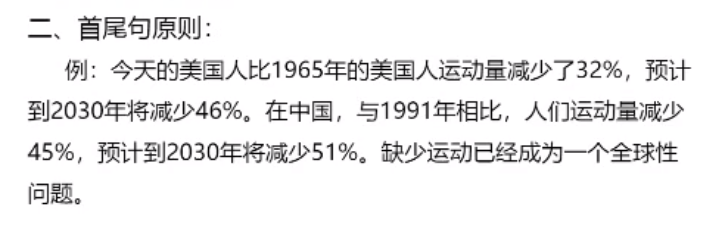 二、首尾句原则：
例：今天的美国人比1965年的美国人运动量减少了32%，预计
到2030年将减少46%。在中国，与1991年相比，人们运动量减少
45%，预计到2030年将减少51%。缺少运动已经成为一个全球性
问题。